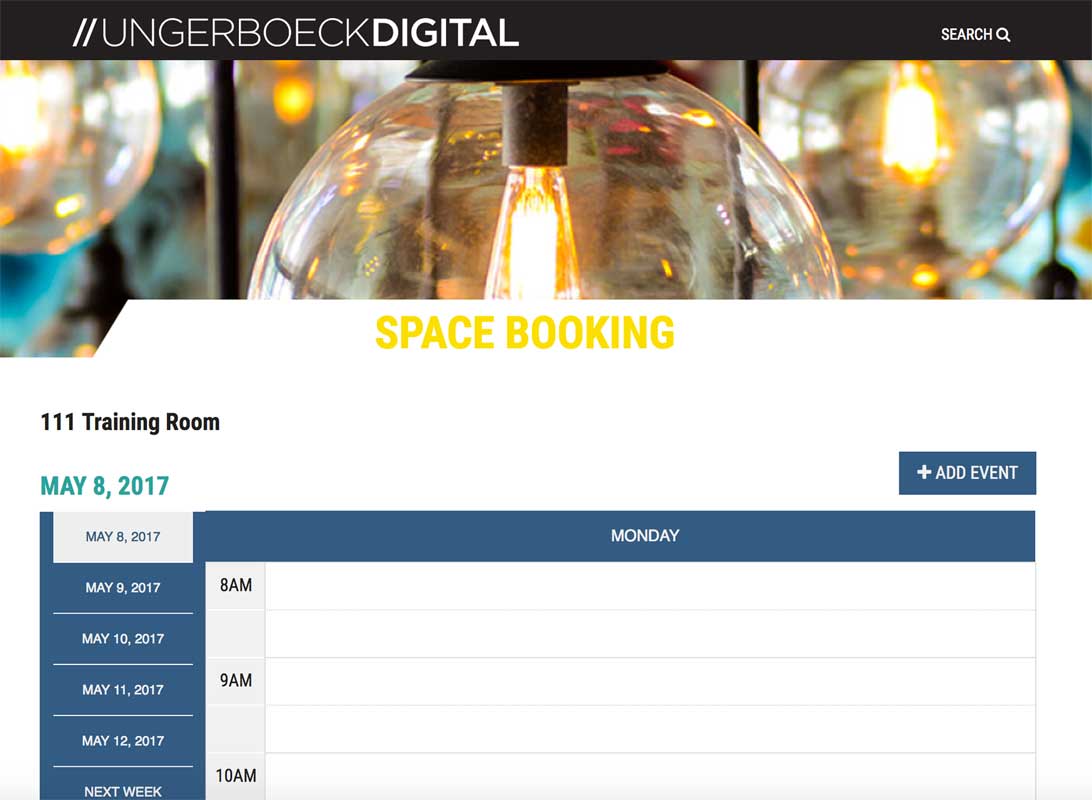 //UNGERBOECKDIGITAL
SEARCH
SPACE BOOKING
111 Training Room
MAY 8, 2017
+ ADD EVENT
MAY 8, 2017
MONDAY
MAY 9, 2017
8AM
MAY 10, 2017
MAY 11, 2017
9AM
MAY 12, 2017
10AM
NEXT WEEK